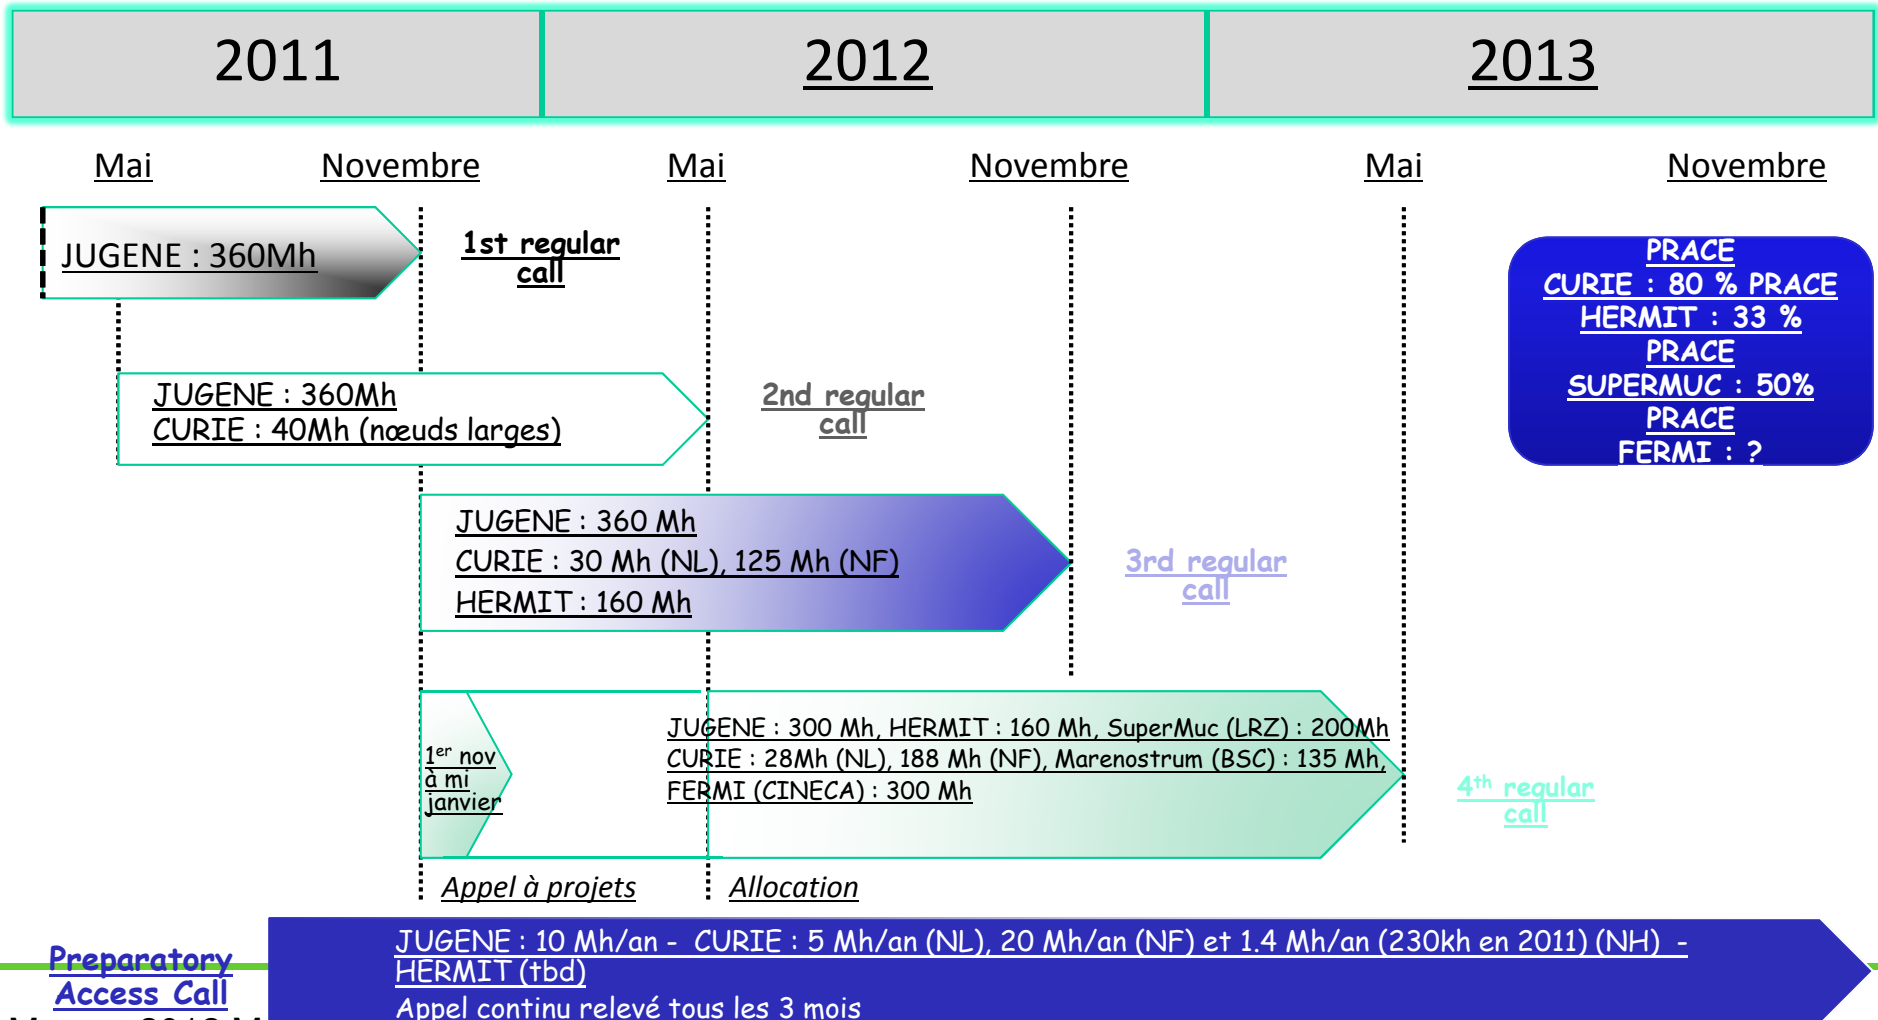 2011
2012
2013
Mai
Novembre
Mai
Novembre
Mai
Novembre
JUGENE : 360Mh
1st regular
call
PRACE
CURIE : 80 % PRACE
HERMIT : 33 %
PRACE
SUPERMUC : 50%
PRACE
FERMI : ?
JUGENE : 360Mh
CURIE : 40Mh (nœuds larges)
2nd regular
call
JUGENE : 360 Mh
CURIE : 30 Mh (NL), 125 Mh (NF)
HERMIT : 160 Mh
3rd regular
call
1er nov
à mi
janvier
JUGENE : 300 Mh, HERMIT : 160 Mh, SuperMuc (LRZ) : 200Mh
CURIE : 28Mh (NL), 188 Mh (NF), Marenostrum (BSC) : 135 Mh,
FERMI (CINECA) : 300 Mh
4th regular
call
Appel à projets
Allocation
Preparatory
Access Call
JUGENE : 10 Mh/an - CURIE : 5 Mh/an (NL), 20 Mh/an (NF) et 1.4 Mh/an (230kh en 2011) (NH) -
HERMIT (tbd)
Appel continu relevé tous les 3 mois